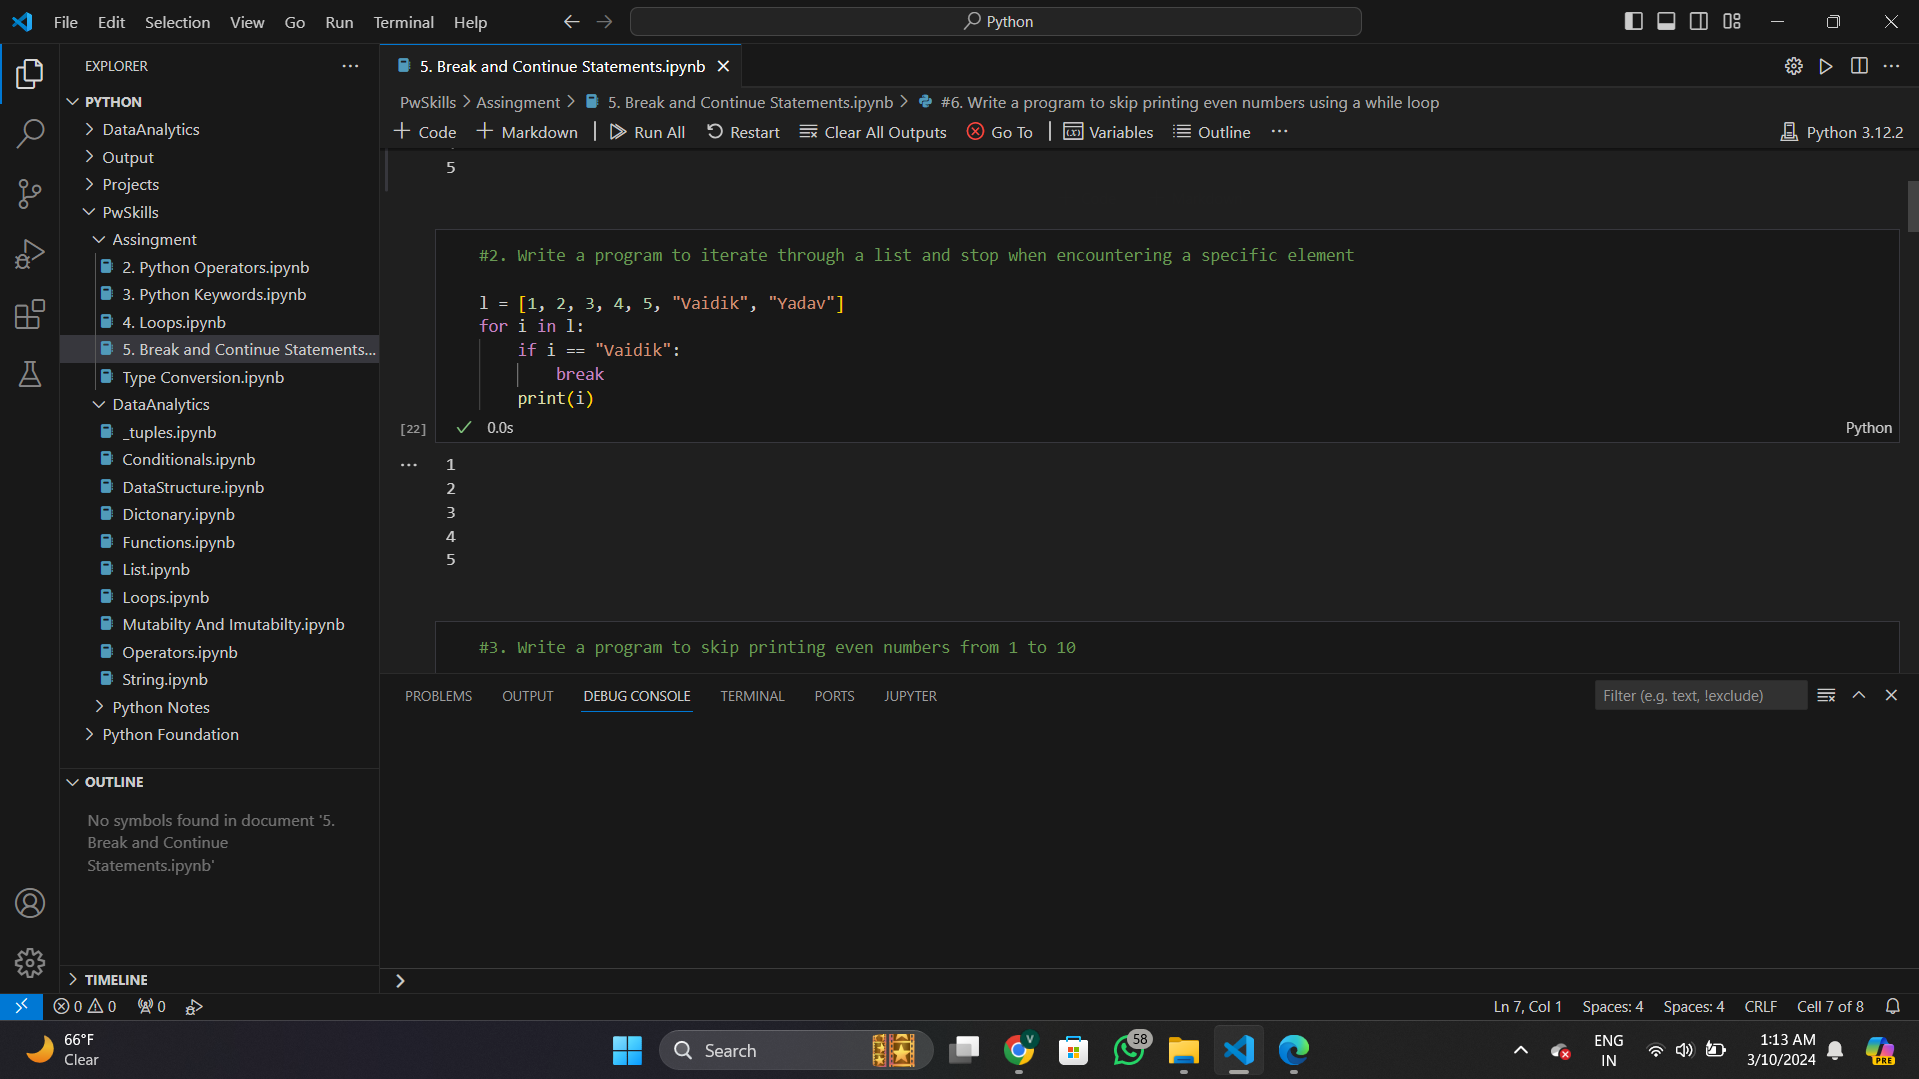 File Edit Selection View Go Run Terminal Help
Python
EXPLORER
PYTHON
DataAnalytics
Output
Projects
PwSkills
Assingment
2. Python Operators.ipynb
3. Python Keywords.ipynb
4. Loops.ipynb
5. Break and Continue Statements...
Type Conversion.ipynb
DataAnalytics
_tuples.ipynb
Conditionals.ipynb
DataStructure.ipynb
Dictonary.ipynb
Functions.ipynb
List.ipynb
Loops.ipynb
Mutabilty And Imutabilty.ipynb
Operators.ipynb
String.ipynb
Python Notes
Python Foundation
OUTLINE
No symbols found in document '5.
Break and Continue
Statements.ipynb'
TIMELINE
5. Break and Continue Statements.ipynb
PwSkills > Assingment > 5. Break and Continue Statements.ipynb > #6. Write a program to skip printing even numbers using a while loop
Code Markdown Run All Restart Clear All Outputs Go To Variables Outline ... Python 3.12.2
5
#2. Write a program to iterate through a list and stop when encountering a specific element
l = [1, 2, 3, 4, 5, "Vaidik", "Yadav"]
for i in l:
if i == "Vaidik":
break
print(i)
[22] 0.0s Python
1
2
3
4
5
#3. Write a program to skip printing even numbers from 1 to 10
PROBLEMS OUTPUT DEBUG CONSOLE TERMINAL PORTS JUPYTER Filter (e.g. text, !exclude)
0 0 0 Ln 7, Col 1 Spaces: 4 Spaces: 4 CRLF Cell 7 of 8
66°F
Clear
Search
V
58
PRE
ENG
IN
1:13 AM
3/10/2024